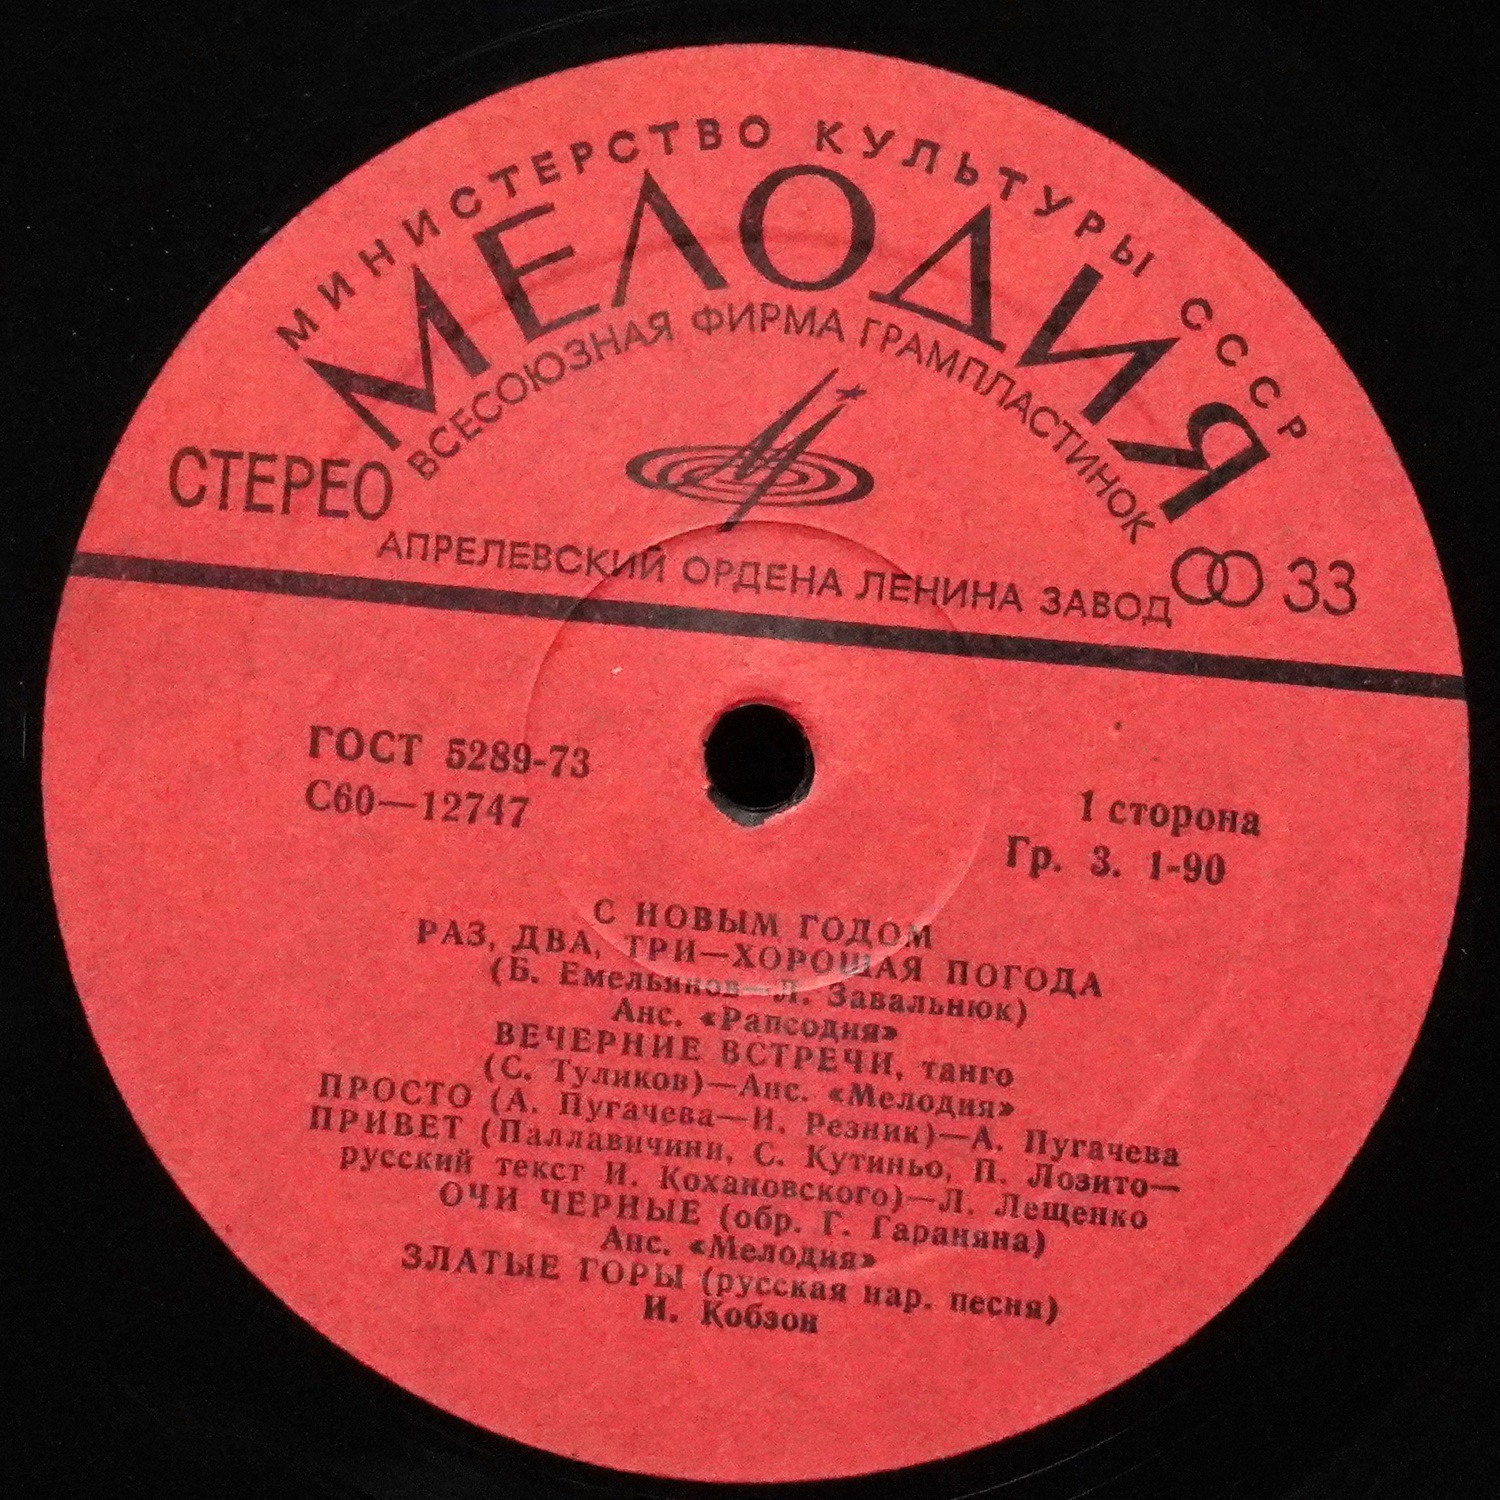 МИНИСТЕРСТВО КУЛЬТУРЫ СССР
МЕЛОДИЯ
ВСЕСОЮЗНАЯ ФИРМА ГРАМПЛАСТИНОК
СТЕРЕО
АПРЕЛЕВСКИЙ ОРДЕНА ЛЕНИНА ЗАВОД
33
ГОСТ 5289-73
С60—12747
1 сторона
Гр. 3. 1-90
С НОВЫМ ГОДОМ
РАЗ, ДВА, ТРИ—ХОРОШАЯ ПОГОДА
(Б. Емельянов—Л. Завальнюк)
Анс. «Рапсодия»
ВЕЧЕРНИЕ ВСТРЕЧИ, танго
(С. Туликов)—Анс. «Мелодия»
ПРОСТО (А. Пугачева—И. Резник)—А. Пугачева
ПРИВЕТ (Паллавичини, С. Кутиньо, П. Лозито—
русский текст И. Кохановского)—Л. Лещенко
ОЧИ ЧЕРНЫЕ (обр. Г. Гараняна)
Анс. «Мелодия»
ЗЛАТЫЕ ГОРЫ (русская нар. песня)
И. Кобзон